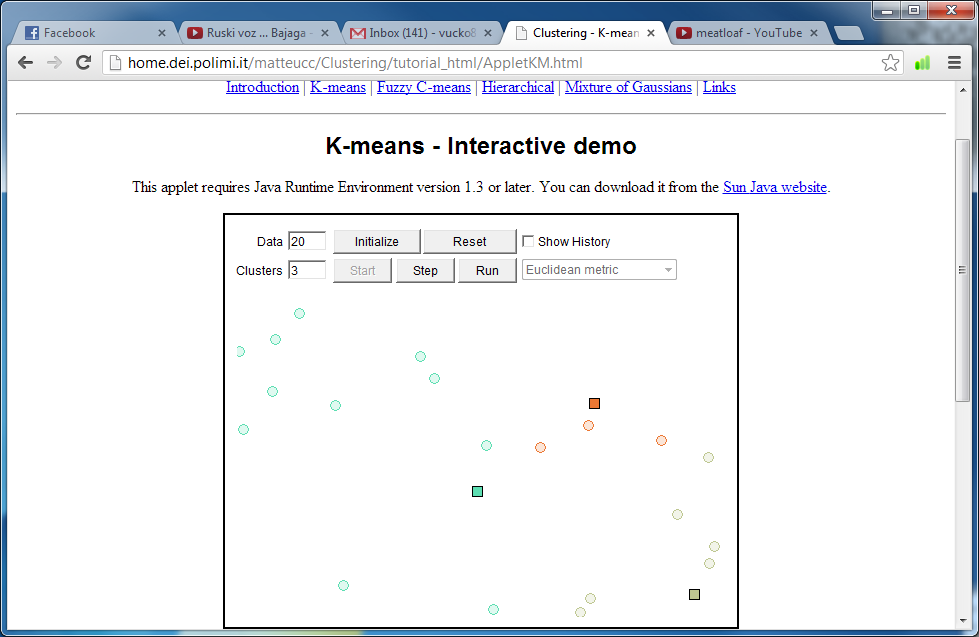 Facebook
Ruski voz ... Bajaga -
Inbox (141) - vucko8
Clustering - K-mean
meatloaf - YouTube
home.dei.polimi.it/matteucc/Clustering/tutorial_html/AppletKM.html
Introduction | K-means | Fuzzy C-means | Hierarchical | Mixture of Gaussians | Links
K-means - Interactive demo
This applet requires Java Runtime Environment version 1.3 or later. You can download it from the Sun Java website.
Data 20 Initialize Reset Show History
Clusters 3 Start Step Run Euclidean metric